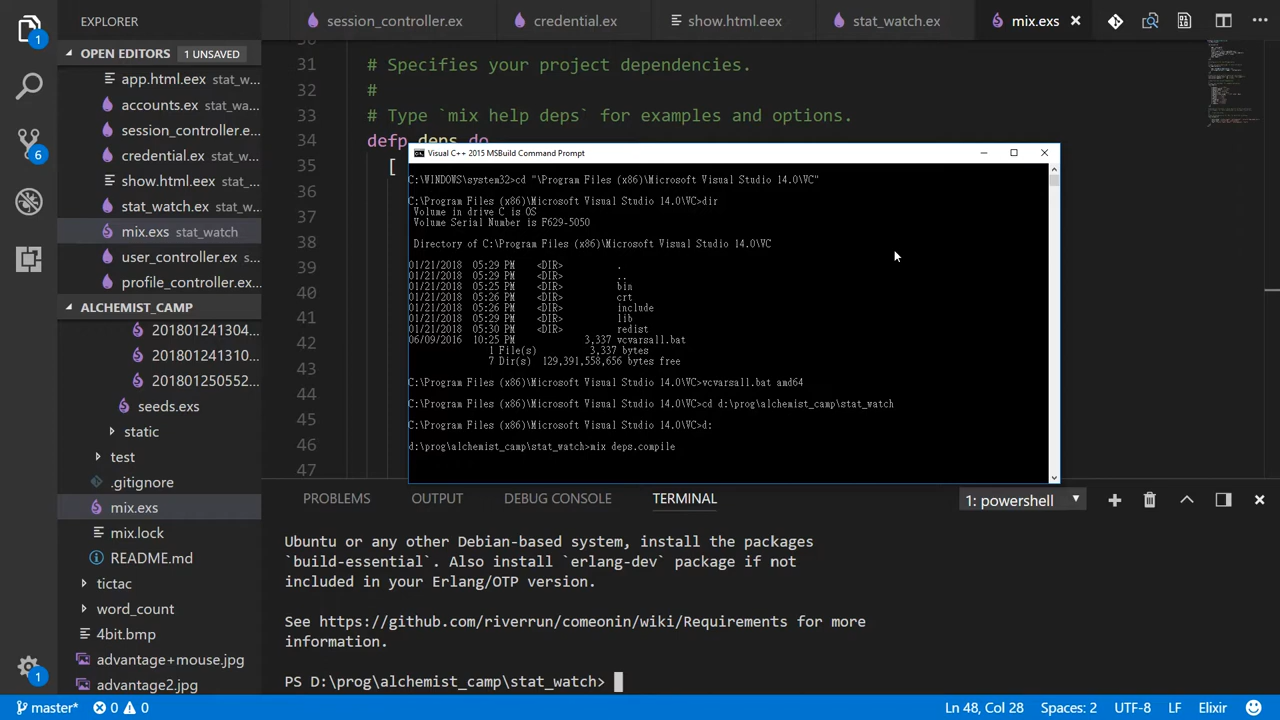 EXPLORER
session_controller.ex
credential.ex
show.html.eex
stat_watch.ex
mix.exs
1
OPEN EDITORS
1 UNSAVED
app.html.eex stat_w...
accounts.ex stat_wa...
session_controller.e...
credential.ex stat_w...
show.html.eex stat_...
stat_watch.ex stat_...
mix.exs stat_watch
user_controller.ex st...
profile_controller.ex...
6
ALCHEMIST_CAMP
201801241304...
201801241310...
201801250552...
seeds.exs
static
test
.gitignore
mix.exs
mix.lock
README.md
tictac
word_count
4bit.bmp
advantage+mouse.jpg
advantage2.jpg
1
31 # Specifies your project dependencies.
32 #
33 # Type `mix help deps` for examples and options.
34 defp deps do
35 [
36
37
38
39
40
41
42
43
44
45
46
47
Visual C++ 2015 MSBuild Command Prompt
C:\WINDOWS\system32>cd "\Program Files (x86)\Microsoft Visual Studio 14.0\VC"
C:\Program Files (x86)\Microsoft Visual Studio 14.0\VC>dir
Volume in drive C is OS
Volume Serial Number is F629-5050
Directory of C:\Program Files (x86)\Microsoft Visual Studio 14.0\VC
01/21/2018 05:29 PM <DIR> .
01/21/2018 05:29 PM <DIR> ..
01/21/2018 05:25 PM <DIR> bin
01/21/2018 05:26 PM <DIR> crt
01/21/2018 05:26 PM <DIR> include
01/21/2018 05:29 PM <DIR> lib
01/21/2018 05:30 PM <DIR> redist
06/09/2016 10:25 PM 3,337 vcvarsall.bat
1 File(s) 3,337 bytes
7 Dir(s) 129,391,558,656 bytes free
C:\Program Files (x86)\Microsoft Visual Studio 14.0\VC>vcvarsall.bat amd64
C:\Program Files (x86)\Microsoft Visual Studio 14.0\VC>cd d:\prog\alchemist_camp\stat_watch
C:\Program Files (x86)\Microsoft Visual Studio 14.0\VC>d:
d:\prog\alchemist_camp\stat_watch>mix deps.compile
PROBLEMS
OUTPUT
DEBUG CONSOLE
TERMINAL
1: powershell
Ubuntu or any other Debian-based system, install the packages
`build-essential`. Also install `erlang-dev` package if not
included in your Erlang/OTP version.
See https://github.com/riverrun/comeonin/wiki/Requirements for more
information.
PS D:\prog\alchemist_camp\stat_watch>
master*
0
0
Ln 48, Col 28
Spaces: 2
UTF-8
LF
Elixir